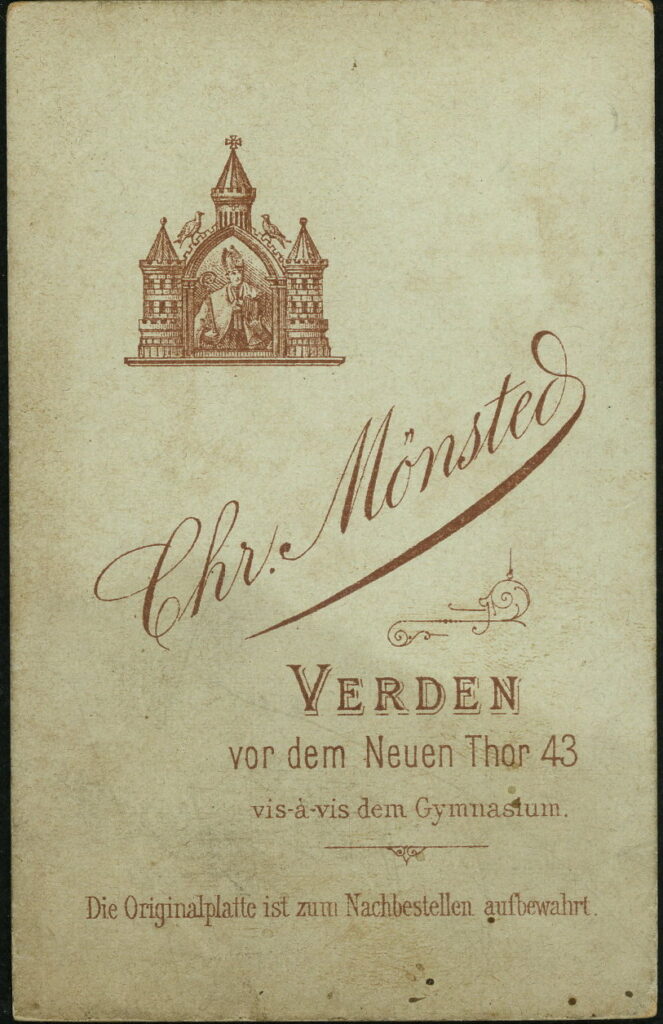 Chr. Mönsted
VERDEN
vor dem Neuen Thor 43
vis-à-vis dem Gymnasium.
Die Originalplatte ist zum Nachbestellen aufbewahrt.